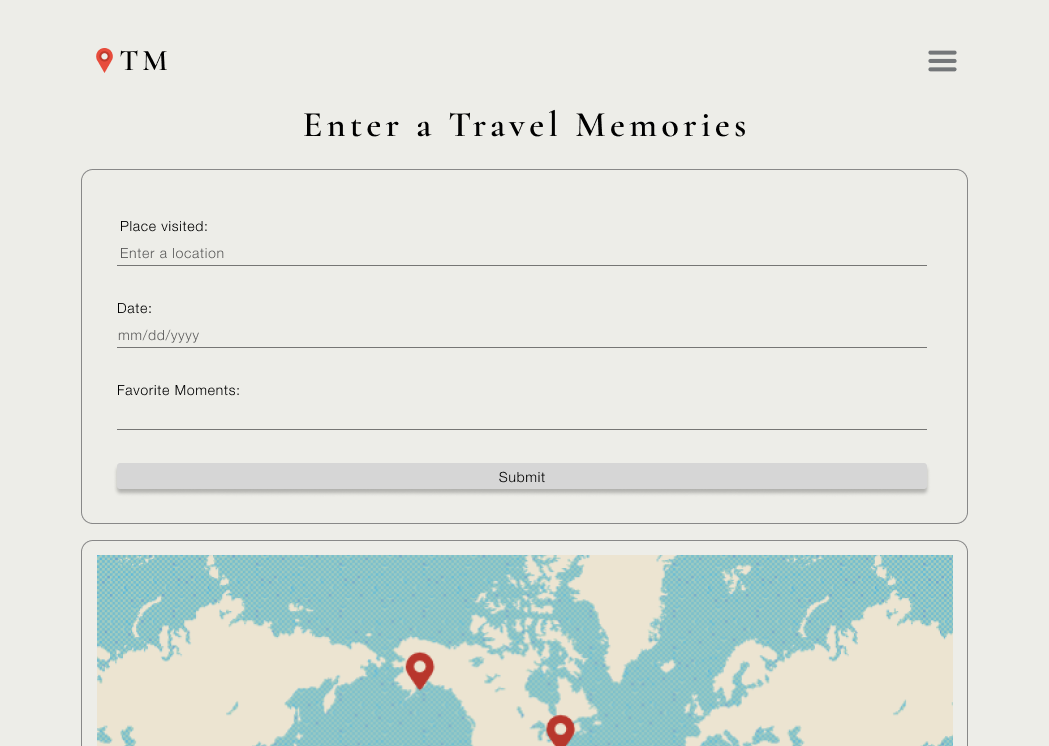 TM
Enter a Travel Memories
Place visited:
Enter a location
Date:
mm/dd/yyyy
Favorite Moments:
Submit